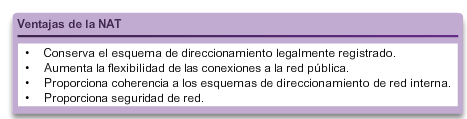 Ventajas de la NAT
• Conserva el esquema de direccionamiento legalmente registrado.
• Aumenta la flexibilidad de las conexiones a la red pública.
• Proporciona coherencia a los esquemas de direccionamiento de red interna.
• Proporciona seguridad de red.